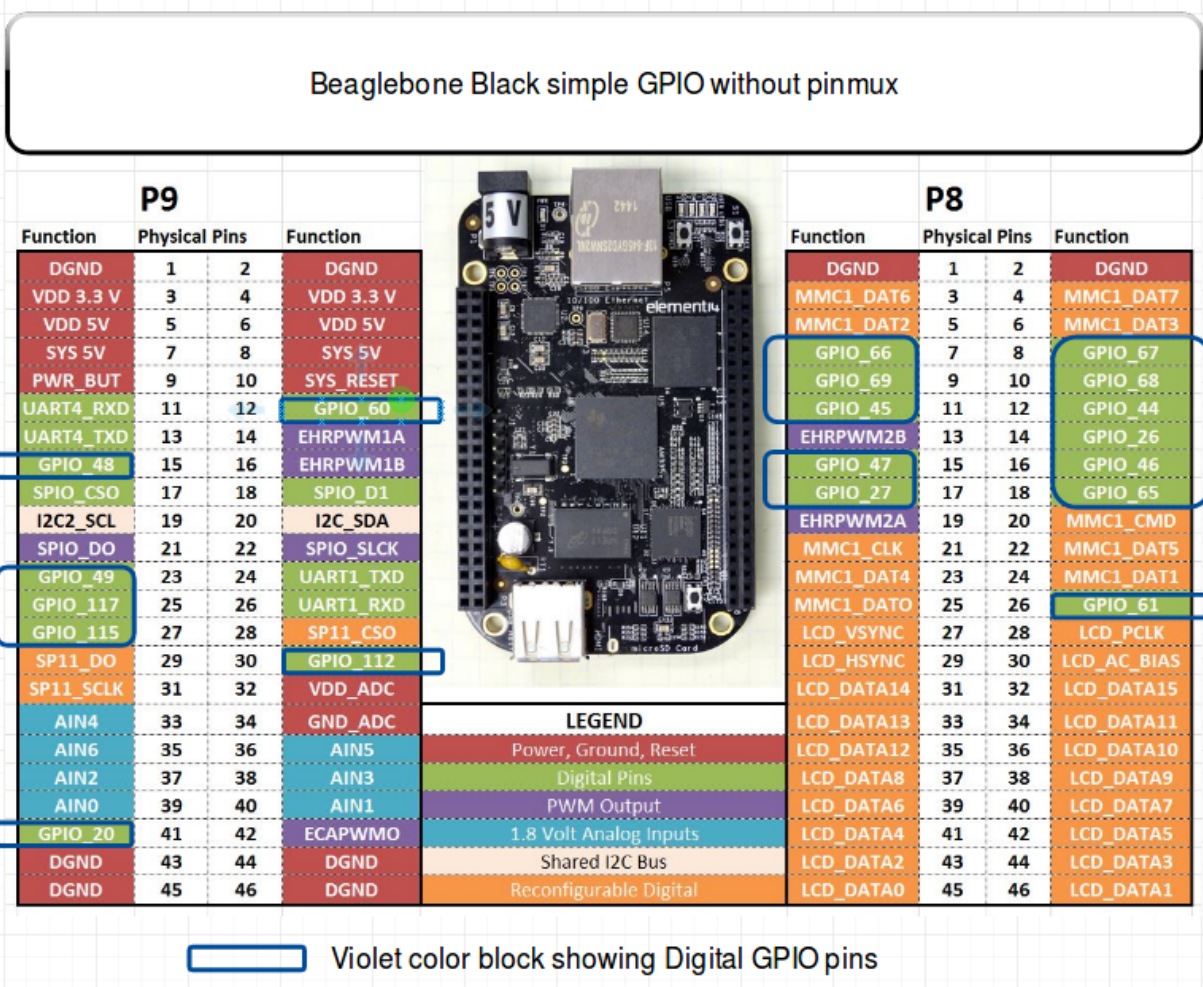 Beaglebone Black simple GPIO without pinmux
P9
P8
Function Physical Pins Function
Function Physical Pins Function
DGND 1 2 DGND
VDD 3.3 V 3 4 VDD 3.3 V
VDD 5V 5 6 VDD 5V
SYS 5V 7 8 SYS 5V
PWR_BUT 9 10 SYS_RESET
UART4_RXD 11 12 GPIO_60
UART4_TXD 13 14 EHRPWM1A
GPIO_48 15 16 EHRPWM1B
SPIO_CSO 17 18 SPIO_D1
I2C2_SCL 19 20 I2C_SDA
SPIO_DO 21 22 SPIO_SLCK
GPIO_49 23 24 UART1_TXD
GPIO_117 25 26 UART1_RXD
GPIO_115 27 28 SP11_CSO
SP11_DO 29 30 GPIO_112
SP11_SCLK 31 32 VDD_ADC
AIN4 33 34 GND_ADC
AIN6 35 36 AIN5
AIN2 37 38 AIN3
AIN0 39 40 AIN1
GPIO_20 41 42 ECAPWMO
DGND 43 44 DGND
DGND 45 46 DGND
5 V
1442
10/100 Ethernet
element14
microSD Card
LEGEND
Power, Ground, Reset
Digital Pins
PWM Output
1.8 Volt Analog Inputs
Shared I2C Bus
Reconfigurable Digital
DGND 1 2 DGND
MMC1_DAT6 3 4 MMC1_DAT7
MMC1_DAT2 5 6 MMC1_DAT3
GPIO_66 7 8 GPIO_67
GPIO_69 9 10 GPIO_68
GPIO_45 11 12 GPIO_44
EHRPWM2B 13 14 GPIO_26
GPIO_47 15 16 GPIO_46
GPIO_27 17 18 GPIO_65
EHRPWM2A 19 20 MMC1_CMD
MMC1_CLK 21 22 MMC1_DAT5
MMC1_DAT4 23 24 MMC1_DAT1
MMC1_DATO 25 26 GPIO_61
LCD_VSYNC 27 28 LCD_PCLK
LCD_HSYNC 29 30 LCD_AC_BIAS
LCD_DATA14 31 32 LCD_DATA15
LCD_DATA13 33 34 LCD_DATA11
LCD_DATA12 35 36 LCD_DATA10
LCD_DATA8 37 38 LCD_DATA9
LCD_DATA6 39 40 LCD_DATA7
LCD_DATA4 41 42 LCD_DATA5
LCD_DATA2 43 44 LCD_DATA3
LCD_DATA0 45 46 LCD_DATA1
Violet color block showing Digital GPIO pins